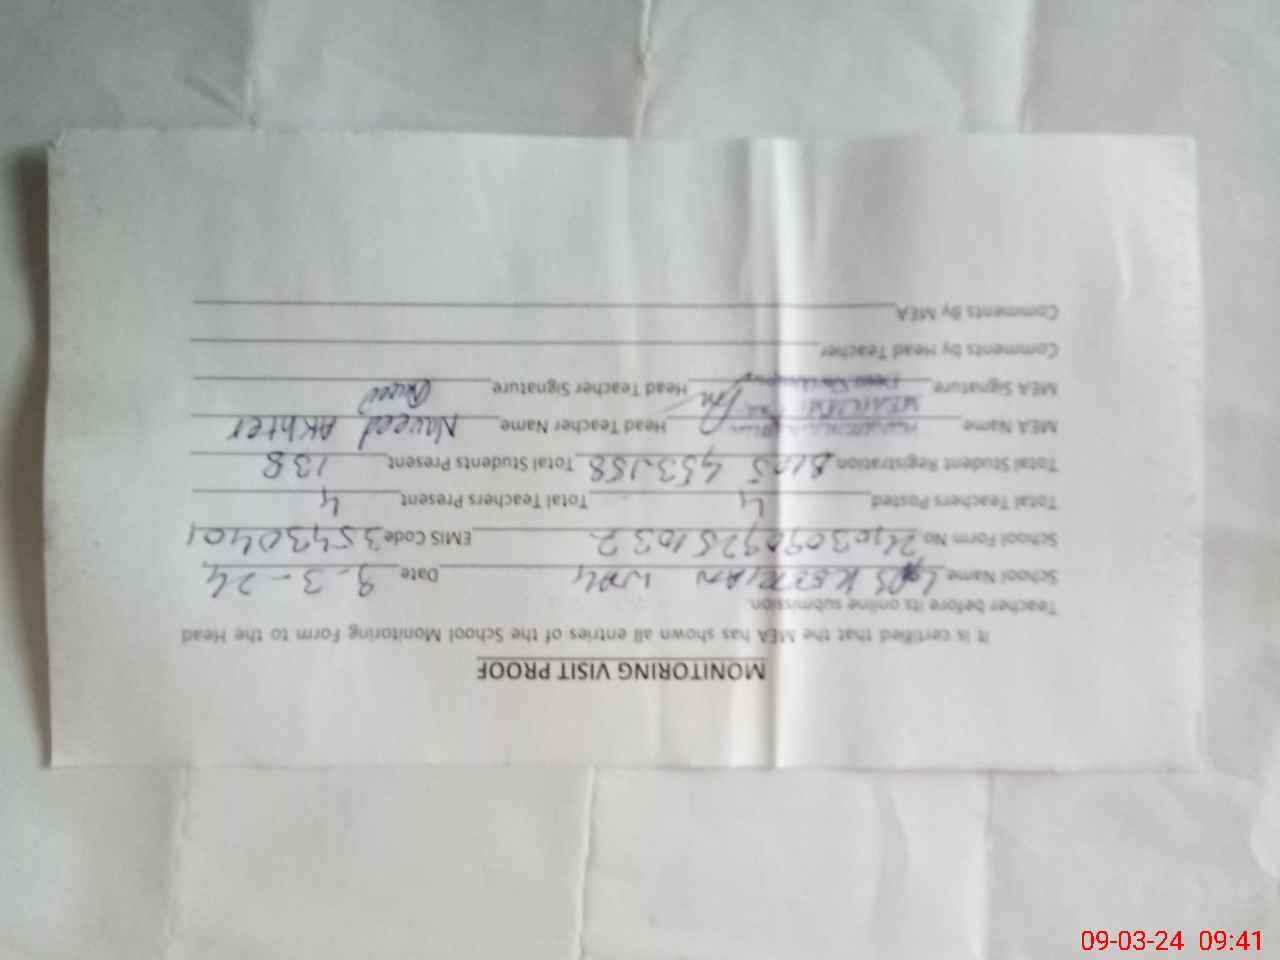 MONITORING VISIT PROOF
It is certified that the MEA has shown all entries of the School Monitoring Form to the Head
Teacher before its online submission.
School Name Date 9-3-24
School Form No 24030909251032 EMIS Code 35430401
Total Teachers Posted 4 Total Teachers Present 4
Total Student Registration Total Students Present 138
MEA Name Head Teacher Name Naveed Akhter
MEA Signature Head Teacher Signature
Comments by Head Teacher
Comments By MEA
09-03-24 09:41